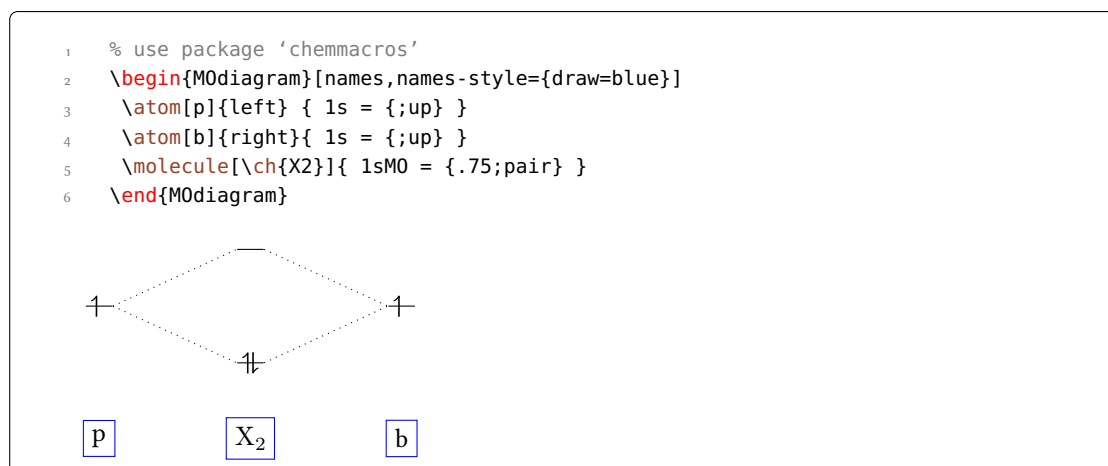 1 % use package ‘chemmacros’
2 \begin{MOdiagram}[names,names-style={draw=blue}]
3 \atom[p]{left} { 1s = {;up} }
4 \atom[b]{right}{ 1s = {;up} }
5 \molecule[\ch{X2}]{ 1sMO = {.75;pair} }
6 \end{MOdiagram}
p X₂ b